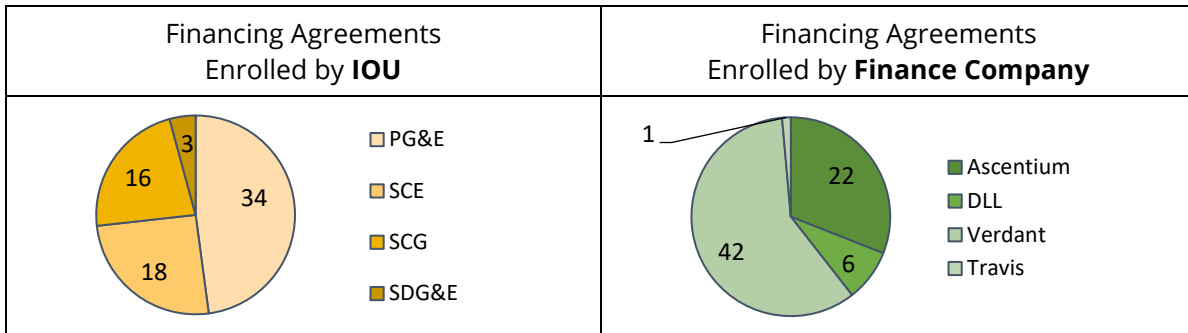 Financing Agreements
Enrolled by IOU
Financing Agreements
Enrolled by Finance Company
3
16
34
18
PG&E
SCE
SCG
SDG&E
1
22
42
6
Ascentium
DLL
Verdant
Travis